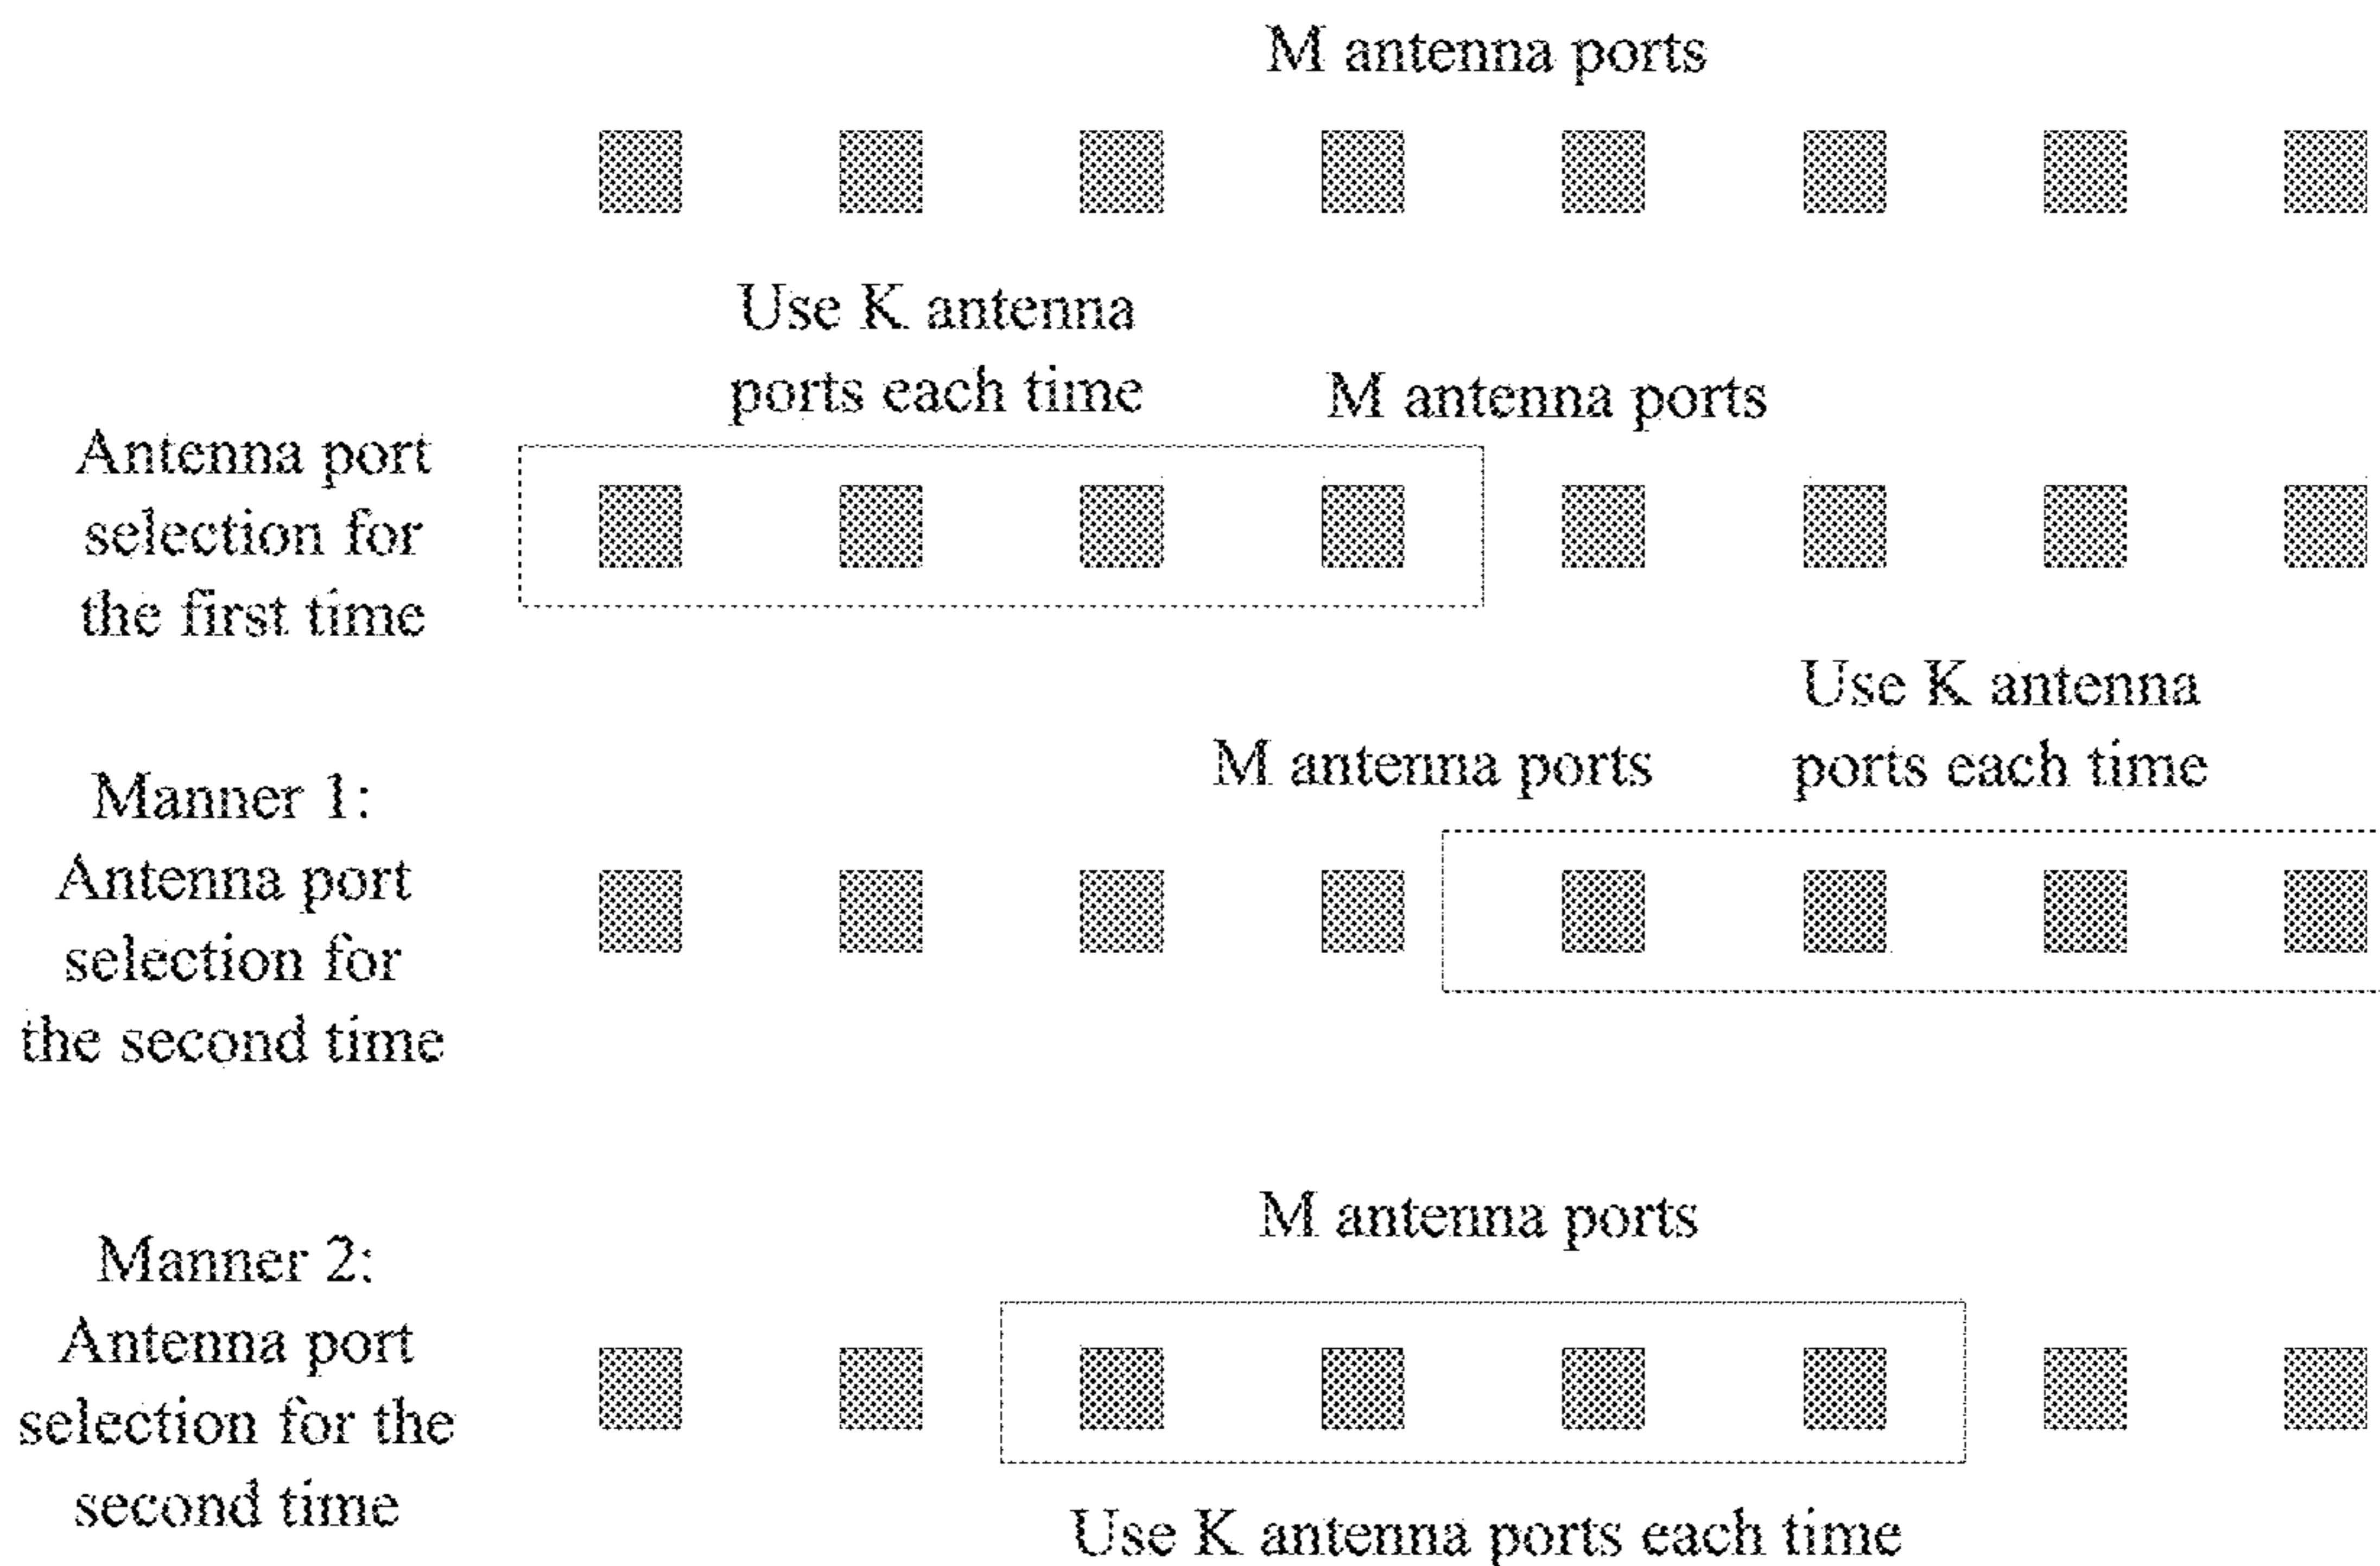 M antenna ports
Use K antenna
ports each time
M antenna ports
Antenna port
selection for
the first time
Use K antenna
ports each time
M antenna ports
Manner 1:
Antenna port
selection for
the second time
M antenna ports
Manner 2:
Antenna port
selection for the
second time
Use K antenna ports each time